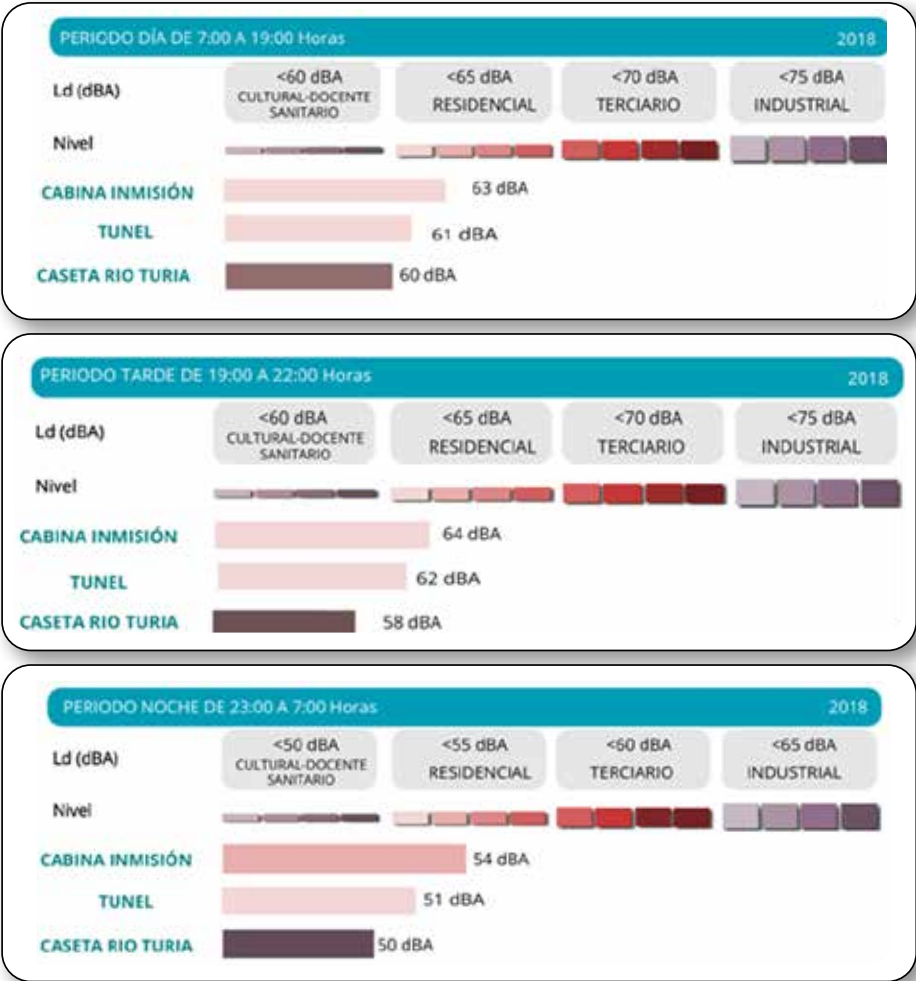 PERIODO DÍA DE 7:00 A 19:00 Horas 2018
Ld (dBA)
<60 dBA
CULTURAL-DOCENTE
SANITARIO
<65 dBA
RESIDENCIAL
<70 dBA
TERCIARIO
<75 dBA
INDUSTRIAL
Nivel
CABINA INMISIÓN 63 dBA
TUNEL 61 dBA
CASETA RIO TURIA 60 dBA
PERIODO TARDE DE 19:00 A 22:00 Horas 2018
Ld (dBA)
<60 dBA
CULTURAL-DOCENTE
SANITARIO
<65 dBA
RESIDENCIAL
<70 dBA
TERCIARIO
<75 dBA
INDUSTRIAL
Nivel
CABINA INMISIÓN 64 dBA
TUNEL 62 dBA
CASETA RIO TURIA 58 dBA
PERIODO NOCHE DE 23:00 A 7:00 Horas 2018
Ld (dBA)
<50 dBA
CULTURAL-DOCENTE
SANITARIO
<55 dBA
RESIDENCIAL
<60 dBA
TERCIARIO
<65 dBA
INDUSTRIAL
Nivel
CABINA INMISIÓN 54 dBA
TUNEL 51 dBA
CASETA RIO TURIA 50 dBA